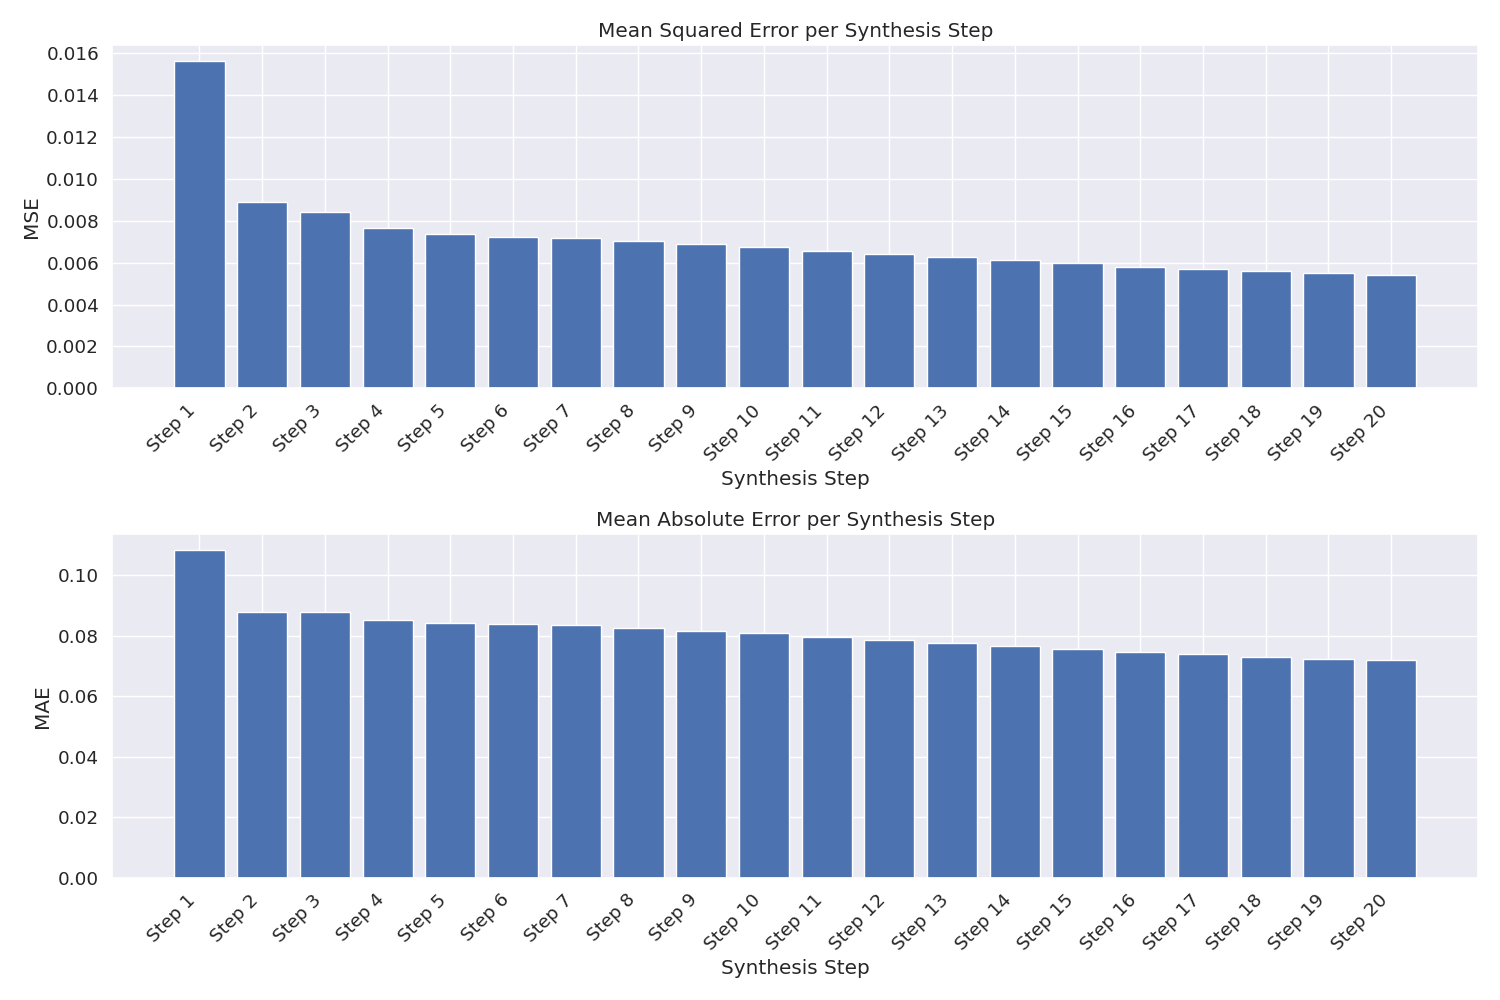 Mean Squared Error per Synthesis Step
0.016
0.014
0.012
0.010
0.008
0.006
0.004
0.002
0.000
MSE
Step 1
Step 2
Step 3
Step 4
Step 5
Step 6
Step 7
Step 8
Step 9
Step 10
Step 11
Step 12
Step 13
Step 14
Step 15
Step 16
Step 17
Step 18
Step 19
Step 20
Synthesis Step
Mean Absolute Error per Synthesis Step
0.10
0.08
0.06
0.04
0.02
0.00
MAE
Step 1
Step 2
Step 3
Step 4
Step 5
Step 6
Step 7
Step 8
Step 9
Step 10
Step 11
Step 12
Step 13
Step 14
Step 15
Step 16
Step 17
Step 18
Step 19
Step 20
Synthesis Step